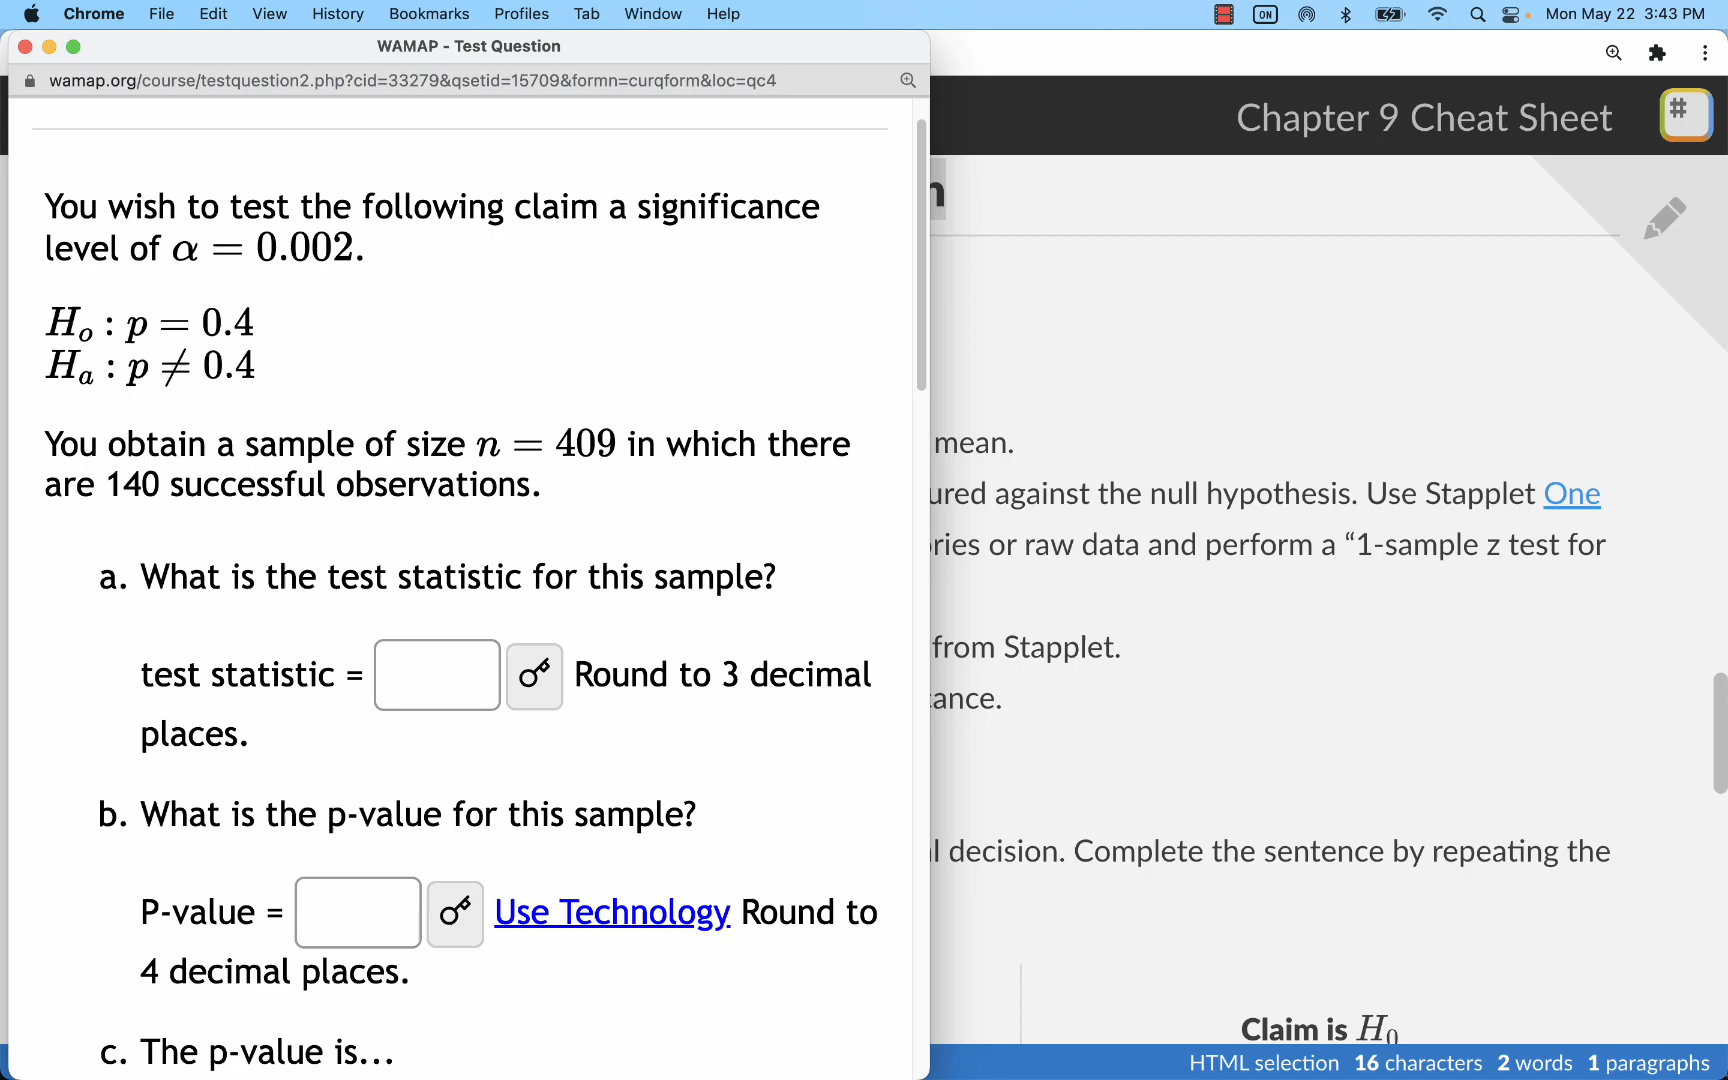 Chrome File Edit View History Bookmarks Profiles Tab Window Help ON Mon May 22 3:43 PM
WAMAP - Test Question
wamap.org/course/testquestion2.php?cid=33279&qsetid=15709&formn=curqform&loc=qc4
Chapter 9 Cheat Sheet #
You wish to test the following claim a significance
level of α = 0.002.
Hₒ : p = 0.4
Hₐ : p ≠ 0.4
You obtain a sample of size n = 409 in which there
are 140 successful observations.
a. What is the test statistic for this sample?
test statistic = Round to 3 decimal
places.
b. What is the p-value for this sample?
P-value = Use Technology Round to
4 decimal places.
c. The p-value is...
n
mean.
ured against the null hypothesis. Use Stapplet One
ries or raw data and perform a “1-sample z test for
from Stapplet.
ance.
l decision. Complete the sentence by repeating the
Claim is H₀
HTML selection 16 characters 2 words 1 paragraphs